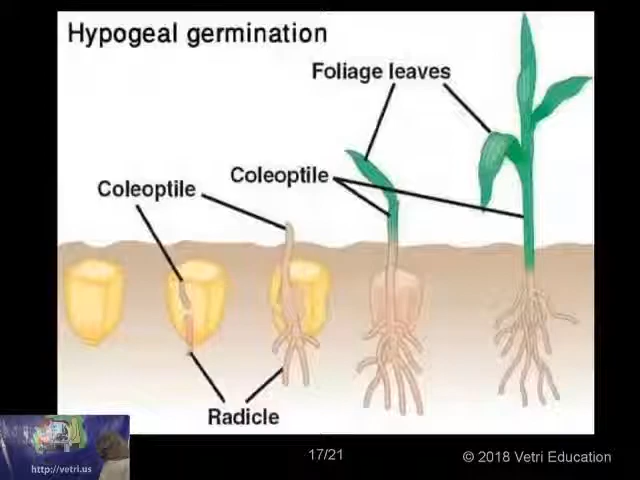 Hypogeal germination
Foliage leaves
Coleoptile
Coleoptile
Radicle
http://vetri.us
17/21
© 2018 Vetri Education